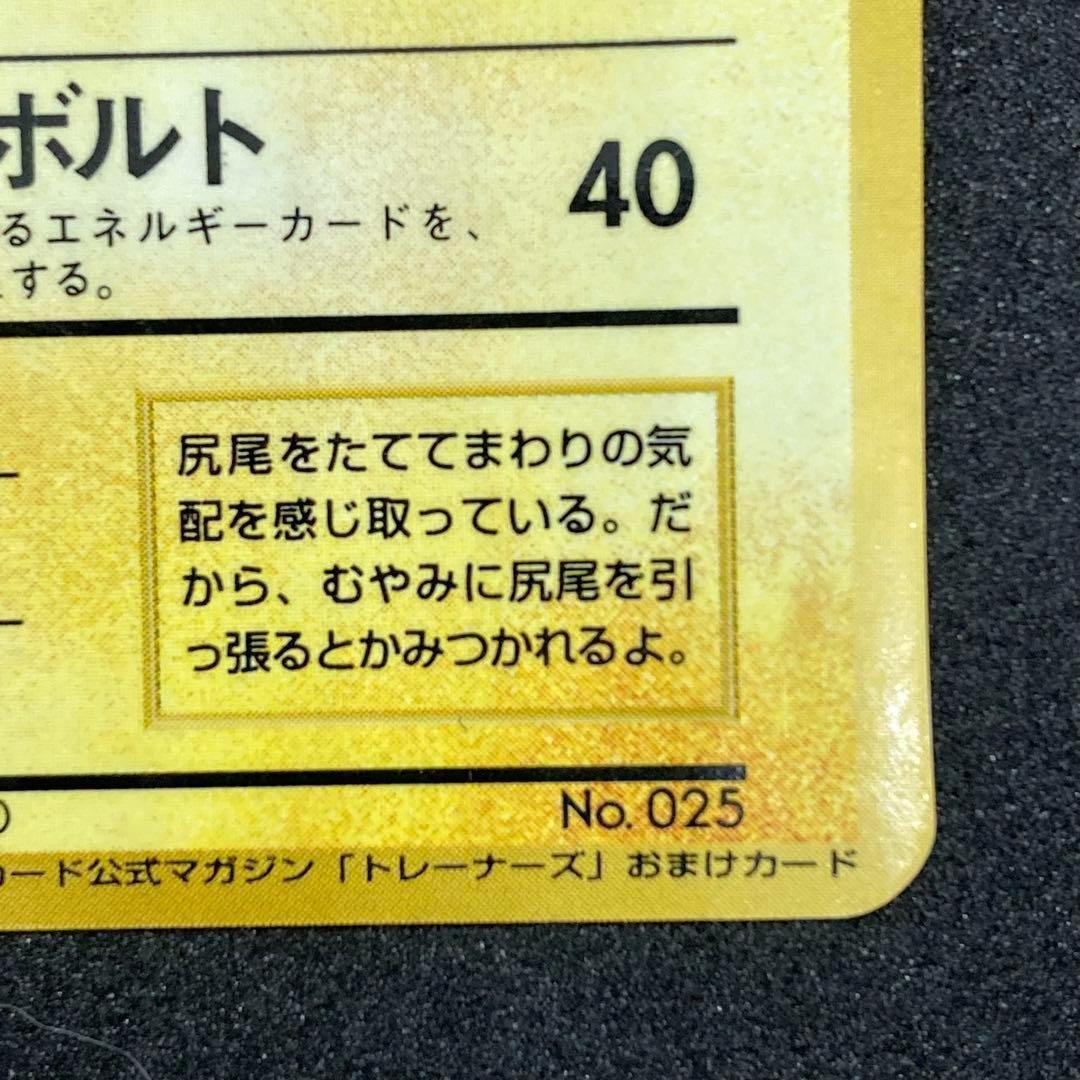 ボルト
40
るエネルギーカードを、
する。
尻尾をたててまわりの気
配を感じ取っている。だ
から、むやみに尻尾を引
っ張るとかみつかれるよ。
No. 025
カード公式マガジン「トレーナーズ」おまけカード